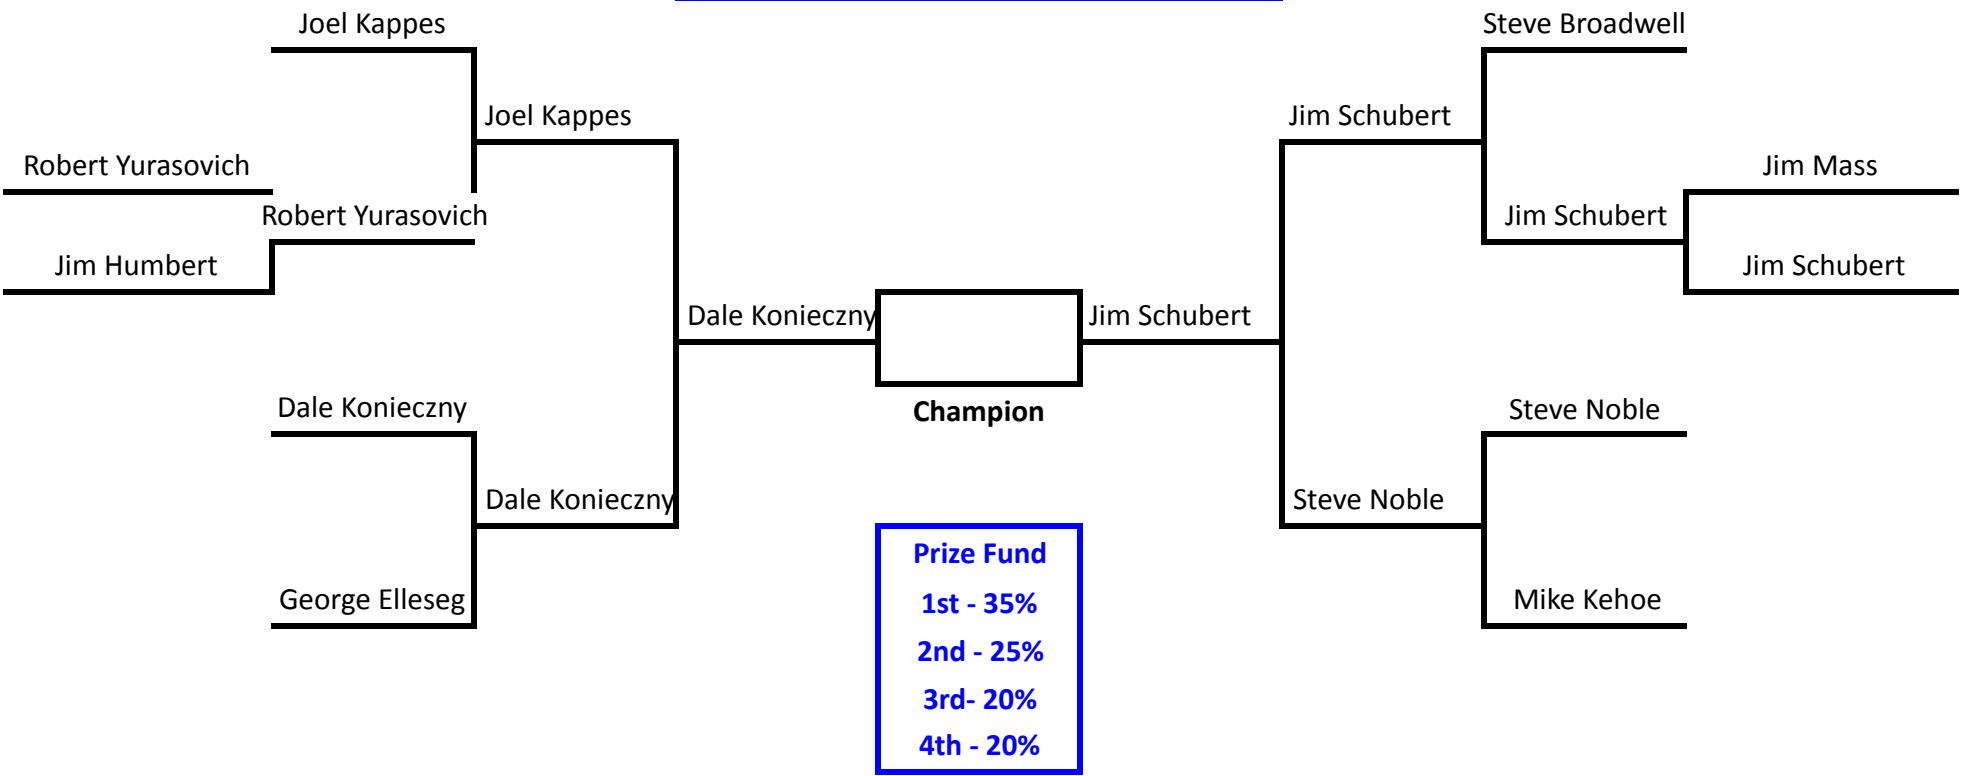 Joel Kappes
Steve Broadwell
Joel Kappes
Jim Schubert
Robert Yurasovich
Jim Mass
Robert Yurasovich
Jim Schubert
Jim Humbert
Jim Schubert
Dale Konieczny
Jim Schubert
Champion
Dale Konieczny
Steve Noble
Dale Konieczny
Steve Noble
George Elleseg
Mike Kehoe
Prize Fund
1st - 35%
2nd - 25%
3rd- 20%
4th - 20%